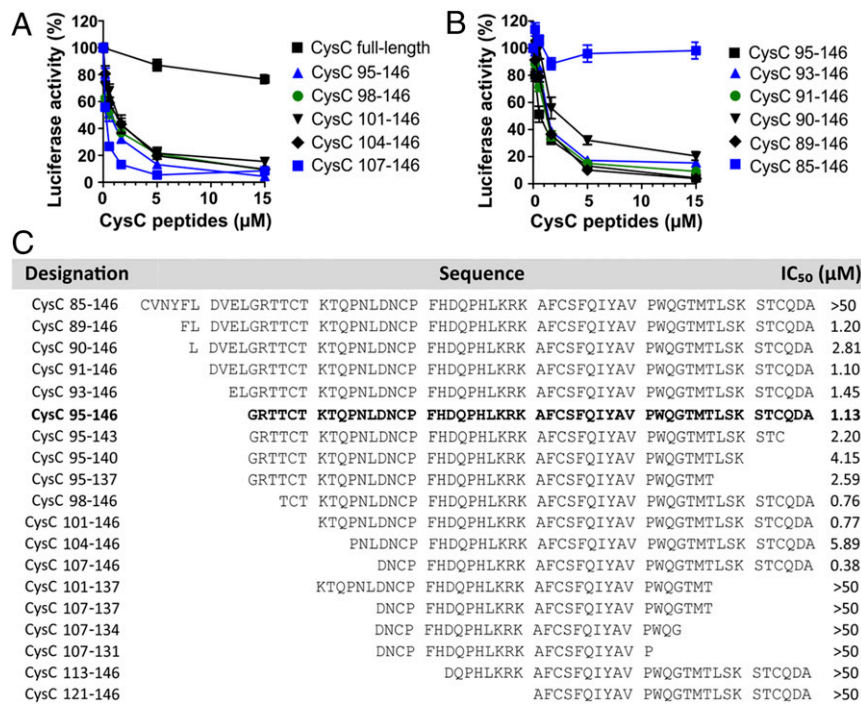 A
Luciferase activity (%)
120
100
80
60
40
20
0
0
5
10
15
CysC peptides (µM)
CysC full-length
CysC 95-146
CysC 98-146
CysC 101-146
CysC 104-146
CysC 107-146
B
Luciferase activity (%)
120
100
80
60
40
20
0
0
5
10
15
CysC peptides (µM)
CysC 95-146
CysC 93-146
CysC 91-146
CysC 90-146
CysC 89-146
CysC 85-146
C
Designation Sequence IC50 (µM)
CysC 85-146 CVNYFL DVELGRTTCT KTQPNLDNCP FHDQPHLKRK AFCSFQIYAV PWQGTMTLSK STCQDA >50
CysC 89-146 FL DVELGRTTCT KTQPNLDNCP FHDQPHLKRK AFCSFQIYAV PWQGTMTLSK STCQDA 1.20
CysC 90-146 L DVELGRTTCT KTQPNLDNCP FHDQPHLKRK AFCSFQIYAV PWQGTMTLSK STCQDA 2.81
CysC 91-146 DVELGRTTCT KTQPNLDNCP FHDQPHLKRK AFCSFQIYAV PWQGTMTLSK STCQDA 1.10
CysC 93-146 ELGRTTCT KTQPNLDNCP FHDQPHLKRK AFCSFQIYAV PWQGTMTLSK STCQDA 1.45
CysC 95-146 GRTTCT KTQPNLDNCP FHDQPHLKRK AFCSFQIYAV PWQGTMTLSK STCQDA 1.13
CysC 95-143 GRTTCT KTQPNLDNCP FHDQPHLKRK AFCSFQIYAV PWQGTMTLSK STC 2.20
CysC 95-140 GRTTCT KTQPNLDNCP FHDQPHLKRK AFCSFQIYAV PWQGTMTLSK 4.15
CysC 95-137 GRTTCT KTQPNLDNCP FHDQPHLKRK AFCSFQIYAV PWQGTMT 2.59
CysC 98-146 TCT KTQPNLDNCP FHDQPHLKRK AFCSFQIYAV PWQGTMTLSK STCQDA 0.76
CysC 101-146 KTQPNLDNCP FHDQPHLKRK AFCSFQIYAV PWQGTMTLSK STCQDA 0.77
CysC 104-146 PNLDNCP FHDQPHLKRK AFCSFQIYAV PWQGTMTLSK STCQDA 5.89
CysC 107-146 DNCP FHDQPHLKRK AFCSFQIYAV PWQGTMTLSK STCQDA 0.38
CysC 101-137 KTQPNLDNCP FHDQPHLKRK AFCSFQIYAV PWQGTMT >50
CysC 107-137 DNCP FHDQPHLKRK AFCSFQIYAV PWQGTMT >50
CysC 107-134 DNCP FHDQPHLKRK AFCSFQIYAV PWQG >50
CysC 107-131 DNCP FHDQPHLKRK AFCSFQIYAV P >50
CysC 113-146 DQPHLKRK AFCSFQIYAV PWQGTMTLSK STCQDA >50
CysC 121-146 AFCSFQIYAV PWQGTMTLSK STCQDA >50